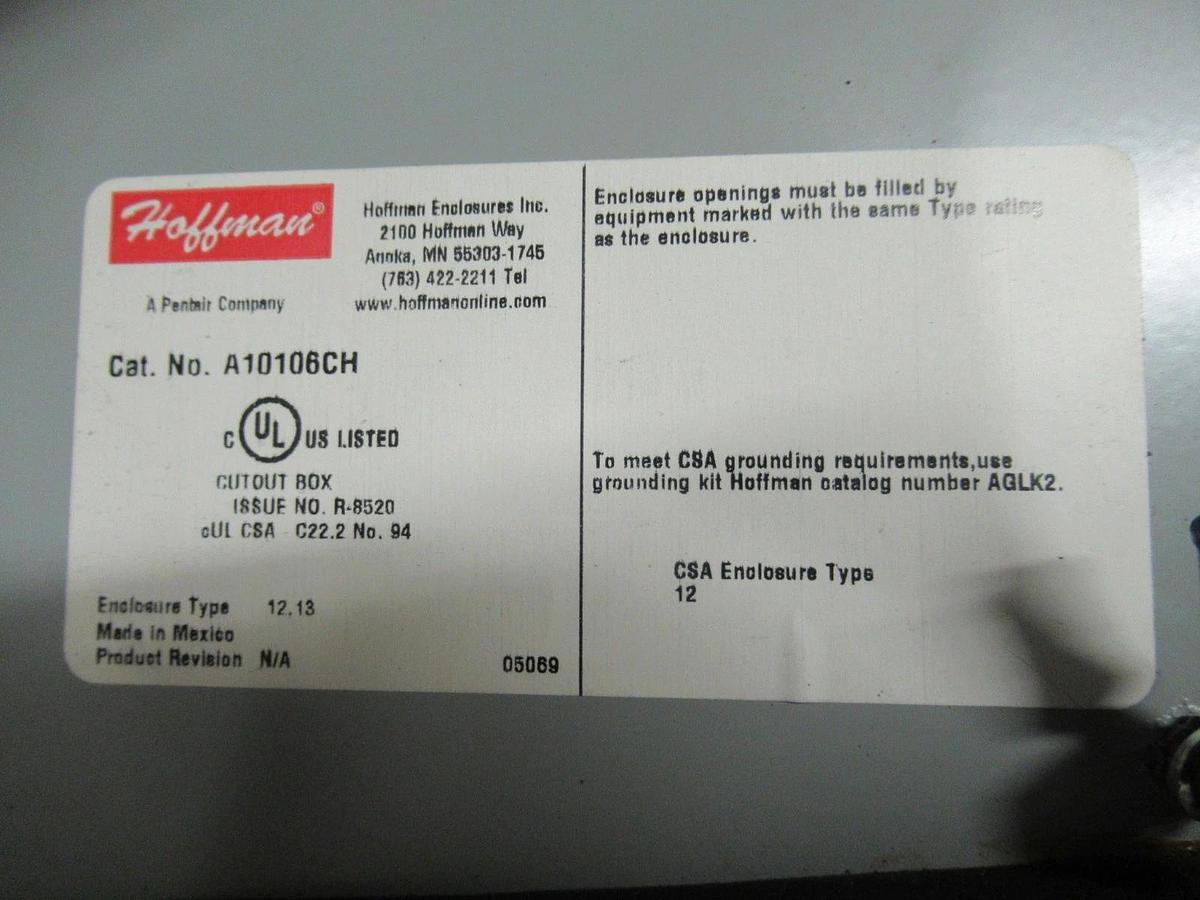 Hoffman®
A Pentair Company
Hoffman Enclosures Inc.
2100 Hoffman Way
Anoka, MN 55303-1745
(763) 422-2211 Tel
www.hoffmanonline.com
Cat. No. A10106CH
C UL US LISTED
CUTOUT BOX
ISSUE NO. R-8520
cUL CSA - C22.2 No. 94
Enclosure Type 12,13
Made in Mexico
Product Revision N/A
05069
Enclosure openings must be filled by
equipment marked with the same Type rating
as the enclosure.
To meet CSA grounding requirements,use
grounding kit Hoffman catalog number AGLK2.
CSA Enclosure Type
12